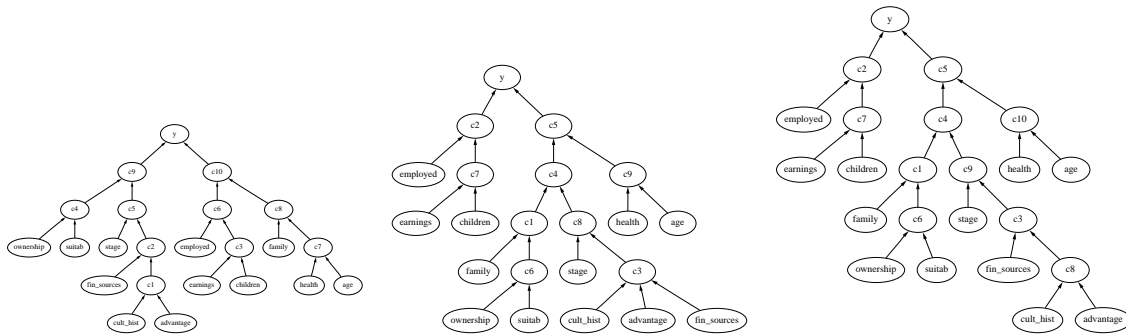 y
c9 c10
c4 c5 c6 c8
ownership suitab stage c2 employed c3 family c7
fin_sources c1 earnings children health age
cult_hist advantage
y
c2 c5
employed c7 c4 c9
earnings children c1 c8 health age
family c6 stage c3
ownership suitab cult_hist advantage fin_sources
y
c2 c5
employed c7 c4 c10
earnings children c1 c9 health age
family c6 stage c3
ownership suitab fin_sources c8
cult_hist advantage